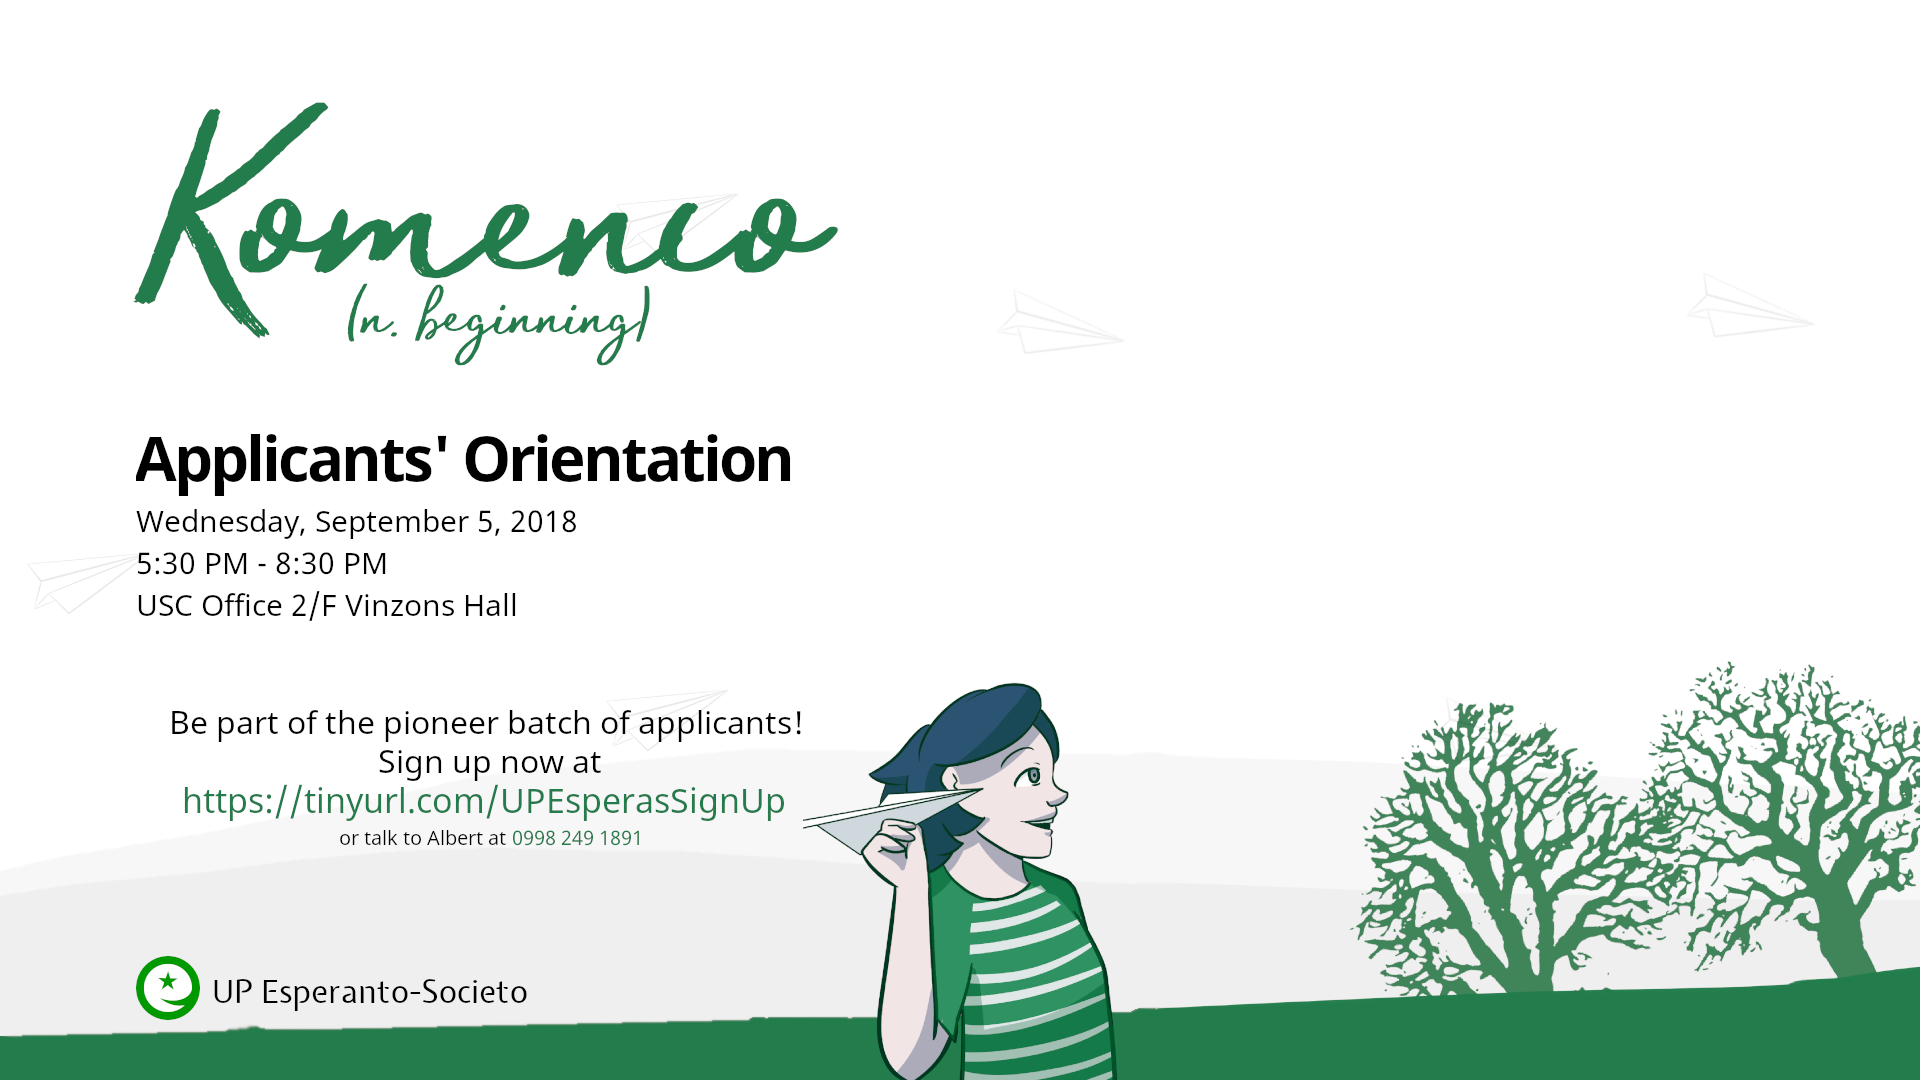 Komenco
(n. beginning)
Applicants' Orientation
Wednesday, September 5, 2018
5:30 PM - 8:30 PM
USC Office 2/F Vinzons Hall
Be part of the pioneer batch of applicants!
Sign up now at
https://tinyurl.com/UPEsperasSignUp
or talk to Albert at 0998 249 1891
UP Esperanto-Societo